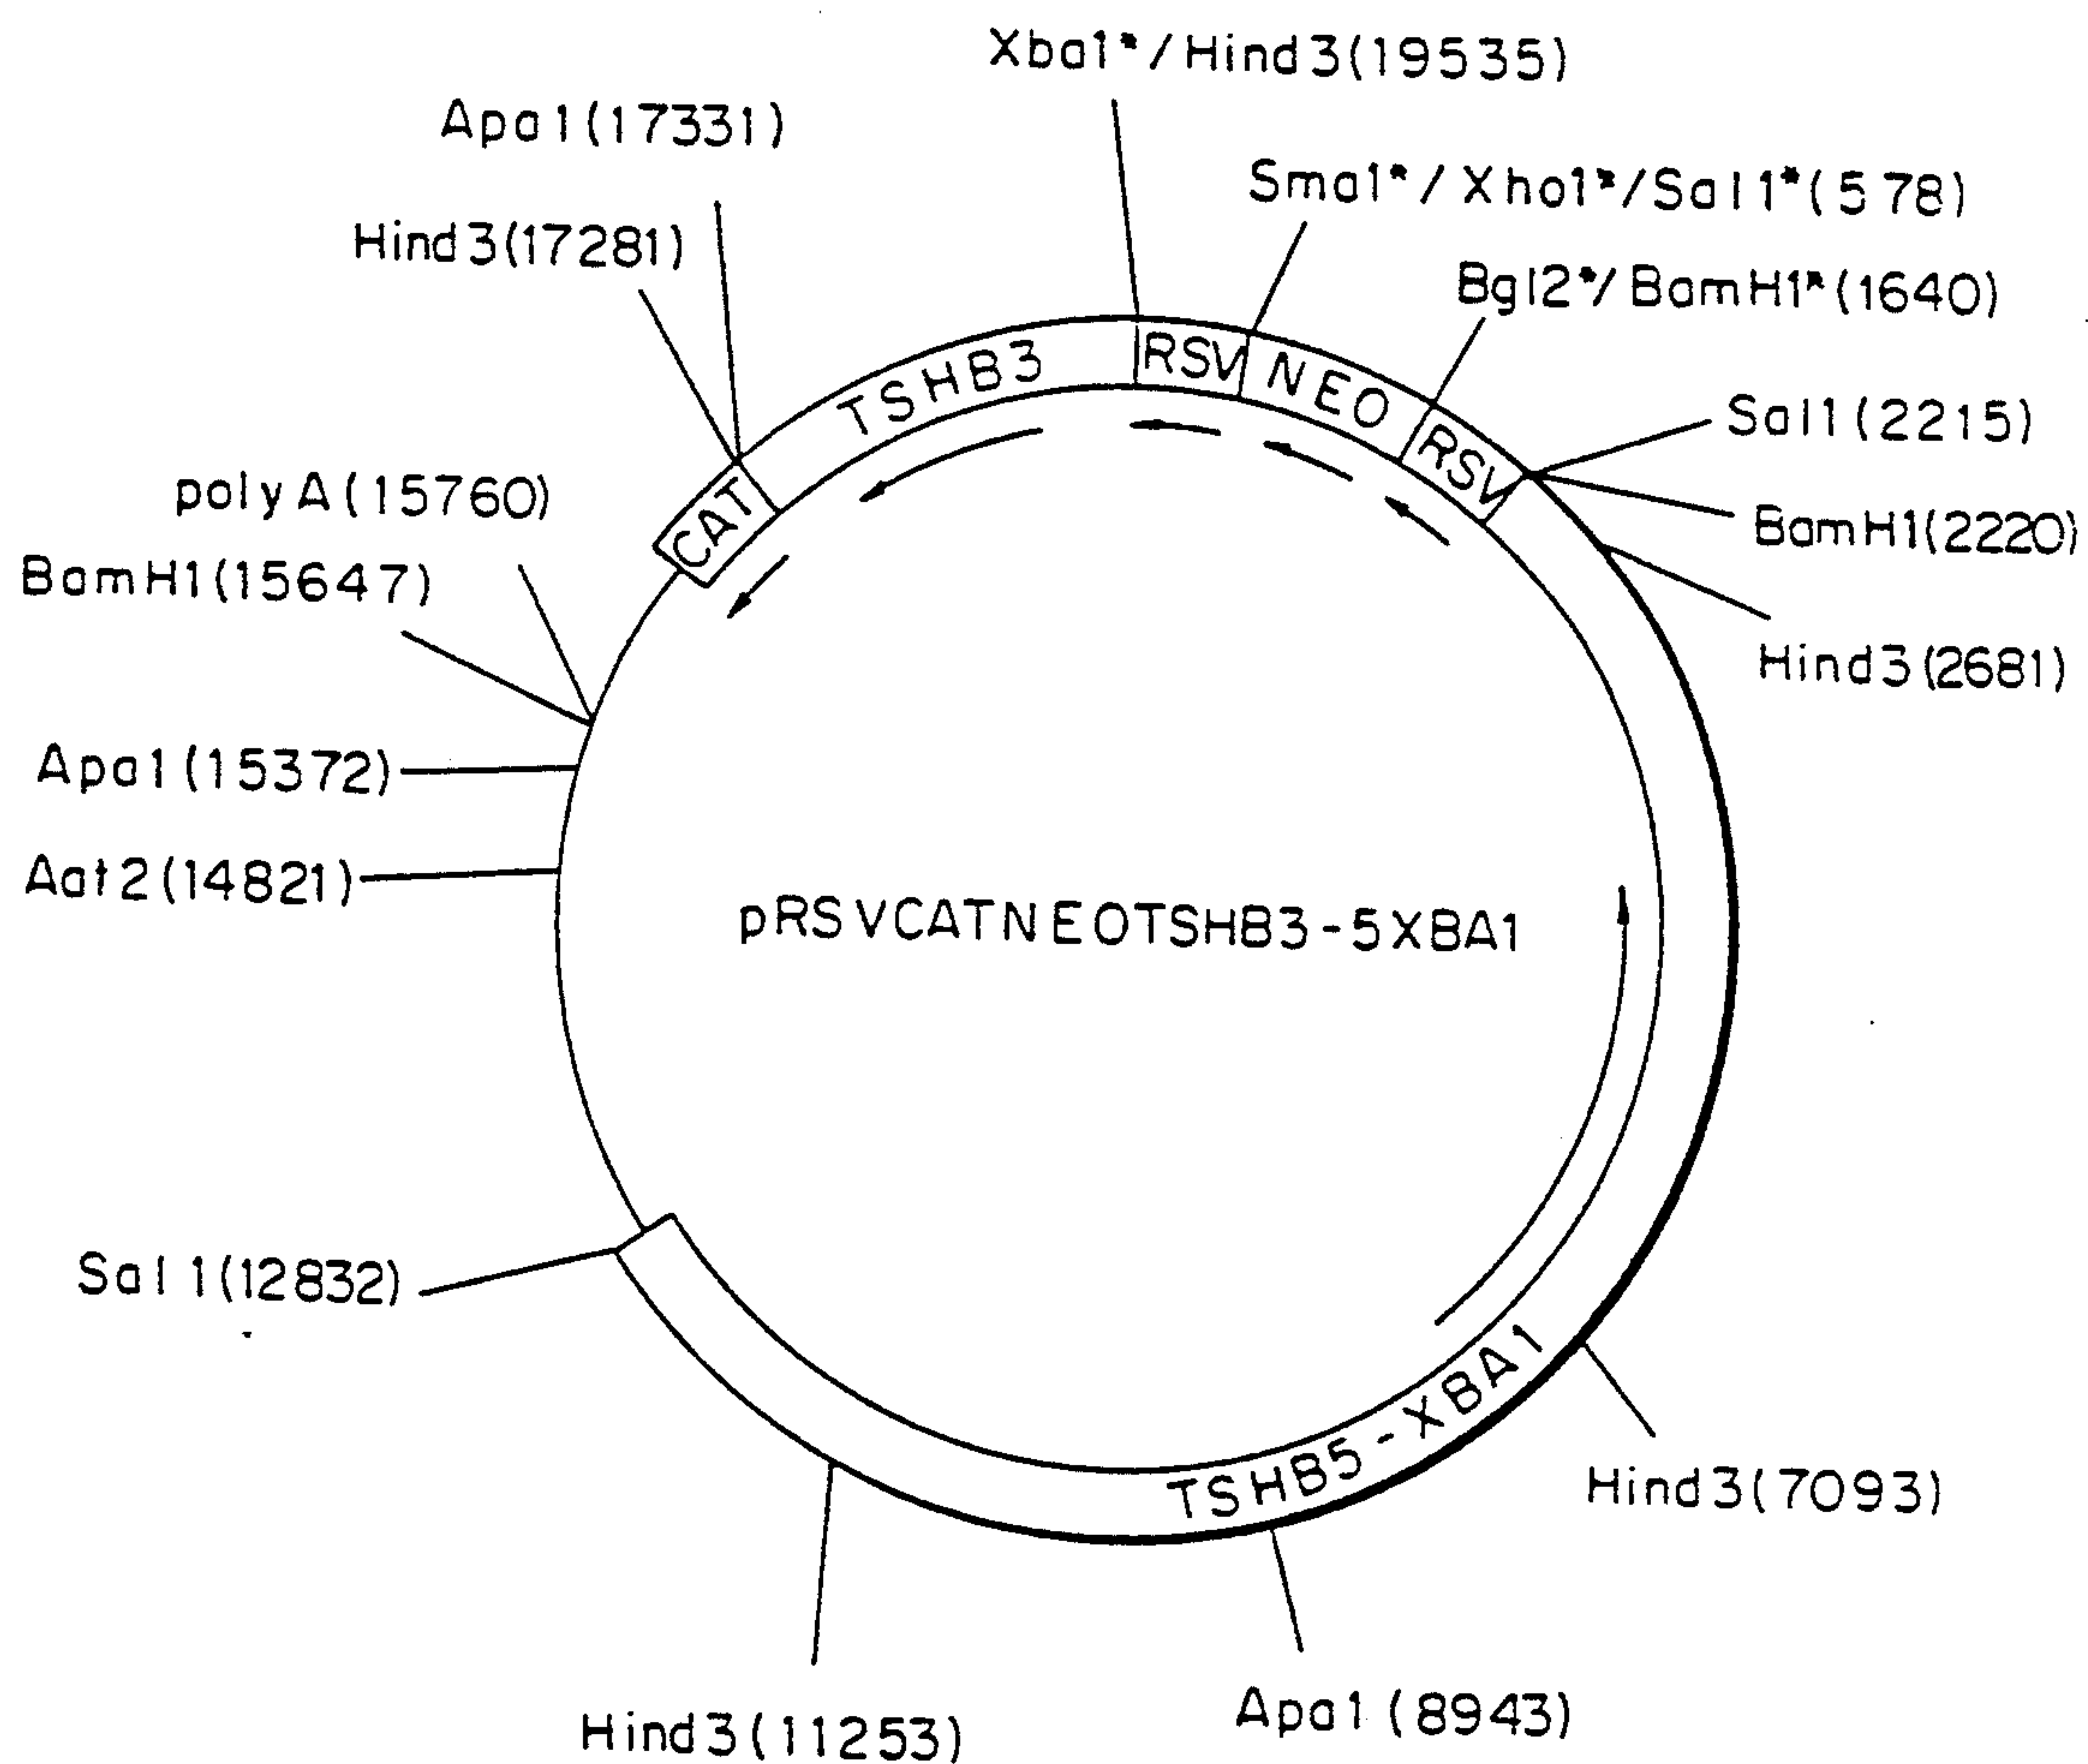 Xba1*/Hind3(19535)
Apa1(17331)
Sma1*/Xho1*/Sal1*(578)
Hind3(17281)
Bgl2*/BamH1*(1640)
TSHB3
RSV
NEO
RSV
Sal1(2215)
CAT
polyA(15760)
BamH1(2220)
BamH1(15647)
Hind3(2681)
Apa1(15372)
Aat2(14821)
pRSVCATNEOTSHB3-5XBA1
Sal1(12832)
TSHB5-XBA1
Hind3(7093)
Apa1(8943)
Hind3(11253)